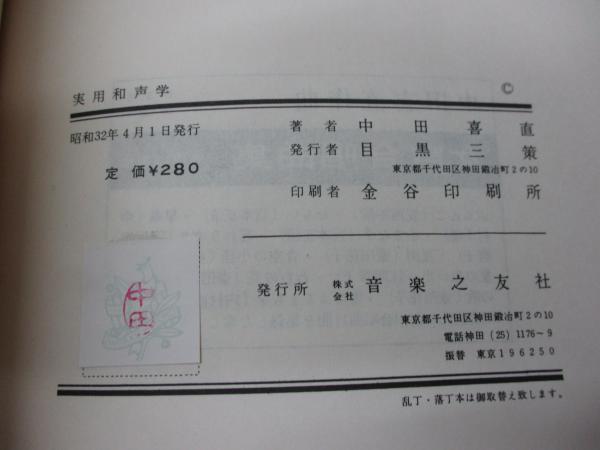 実用和声学
©
昭和32年4月1日発行
定価¥280
著者 中田喜直
発行者 目黒三策
東京都千代田区神田鍛冶町2の10
印刷者 金谷印刷所
中田
発行所 株式会社 音楽之友社
東京都千代田区神田鍛冶町2の10
電話神田(25)1176～9
振替 東京196250
乱丁・落丁本は御取替え致します。